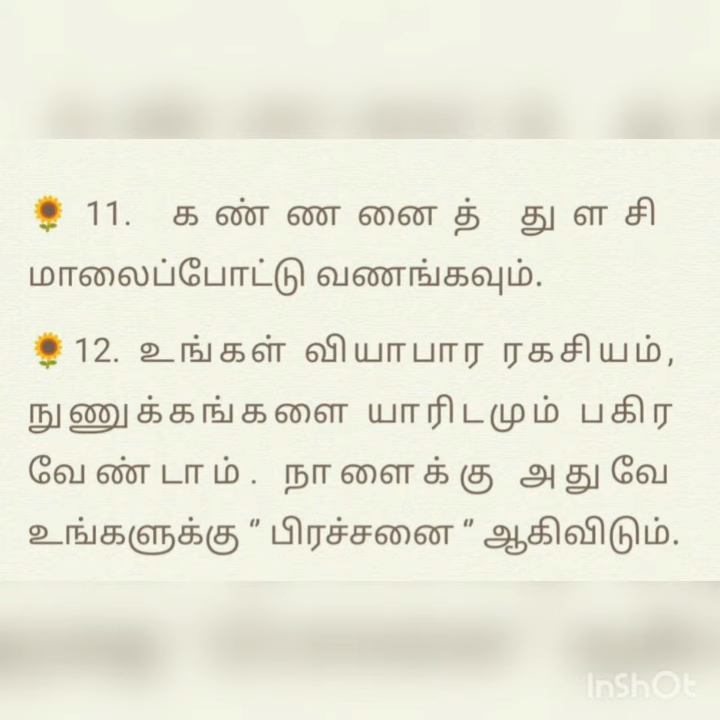 🌻 11. கண்ணனைத் துளசி
மாலைப்போட்டு வணங்கவும்.
🌻 12. உங்கள் வியாபார ரகசியம்,
நுணுக்கங்களை யாரிடமும் பகிர
வேண்டாம். நாளைக்கு அதுவே
உங்களுக்கு " பிரச்சனை " ஆகிவிடும்.
InShOt